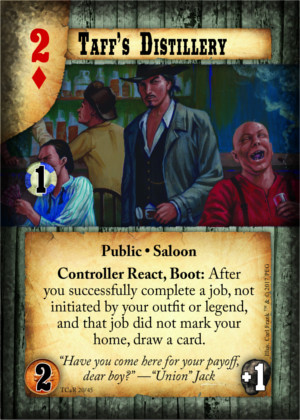 2
TAFF'S DISTILLERY
1
Public • Saloon
Controller React, Boot: After
you successfully complete a job, not
initiated by your outfit or legend,
and that job did not mark your
home, draw a card.
"Have you come here for your payoff,
dear boy?" —"Union" Jack
2
+1